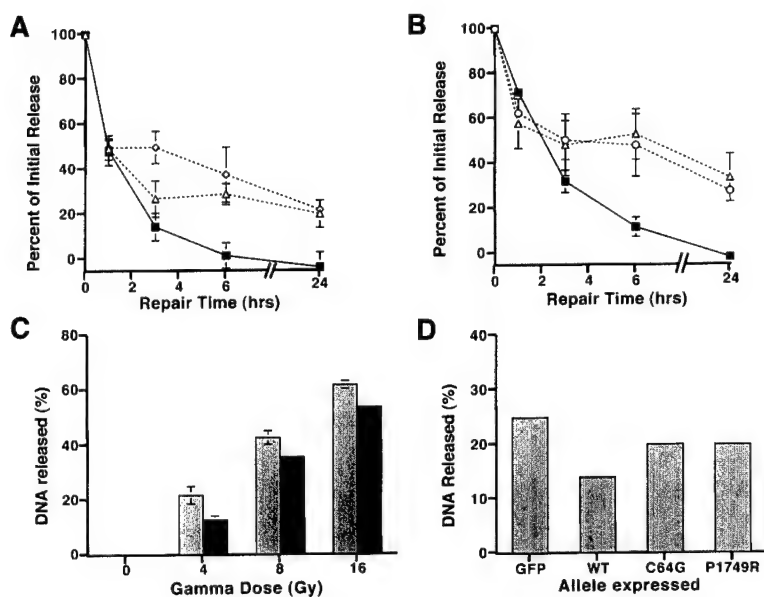 A
Percent of Initial Release
100
80
60
40
20
0
0
2
4
6
24
Repair Time (hrs)
B
Percent of Initial Release
100
80
60
40
20
0
0
2
4
6
24
Repair Time (hrs)
C
DNA released (%)
80
60
40
20
0
0
4
8
16
Gamma Dose (Gy)
D
DNA Released (%)
40
30
20
10
0
GFP
WT
C64G
P1749R
Allele expressed